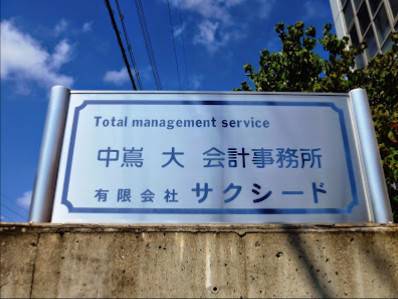 Total management service
中嶌 大 会計事務所
有限会社 サクシード